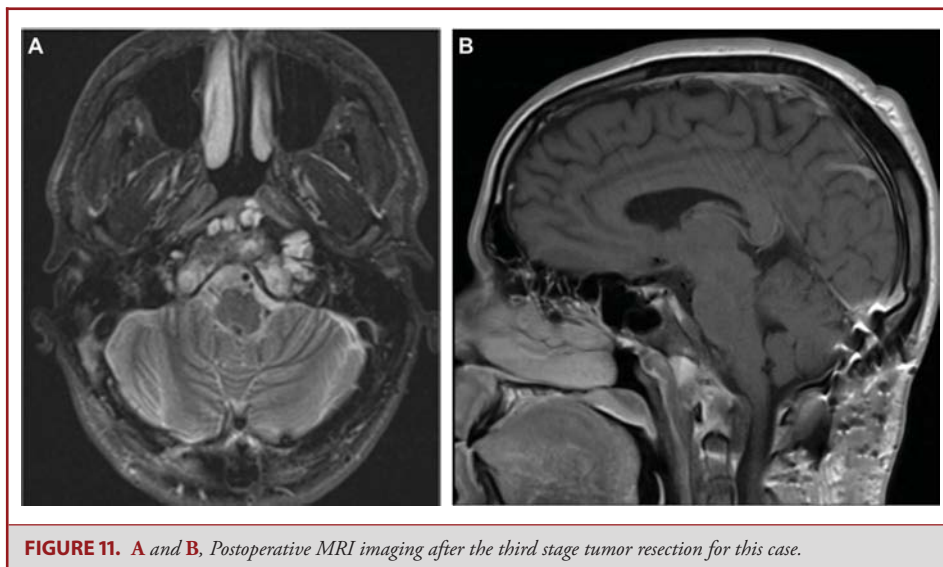 A
B
FIGURE 11. A and B, Postoperative MRI imaging after the third stage tumor resection for this case.